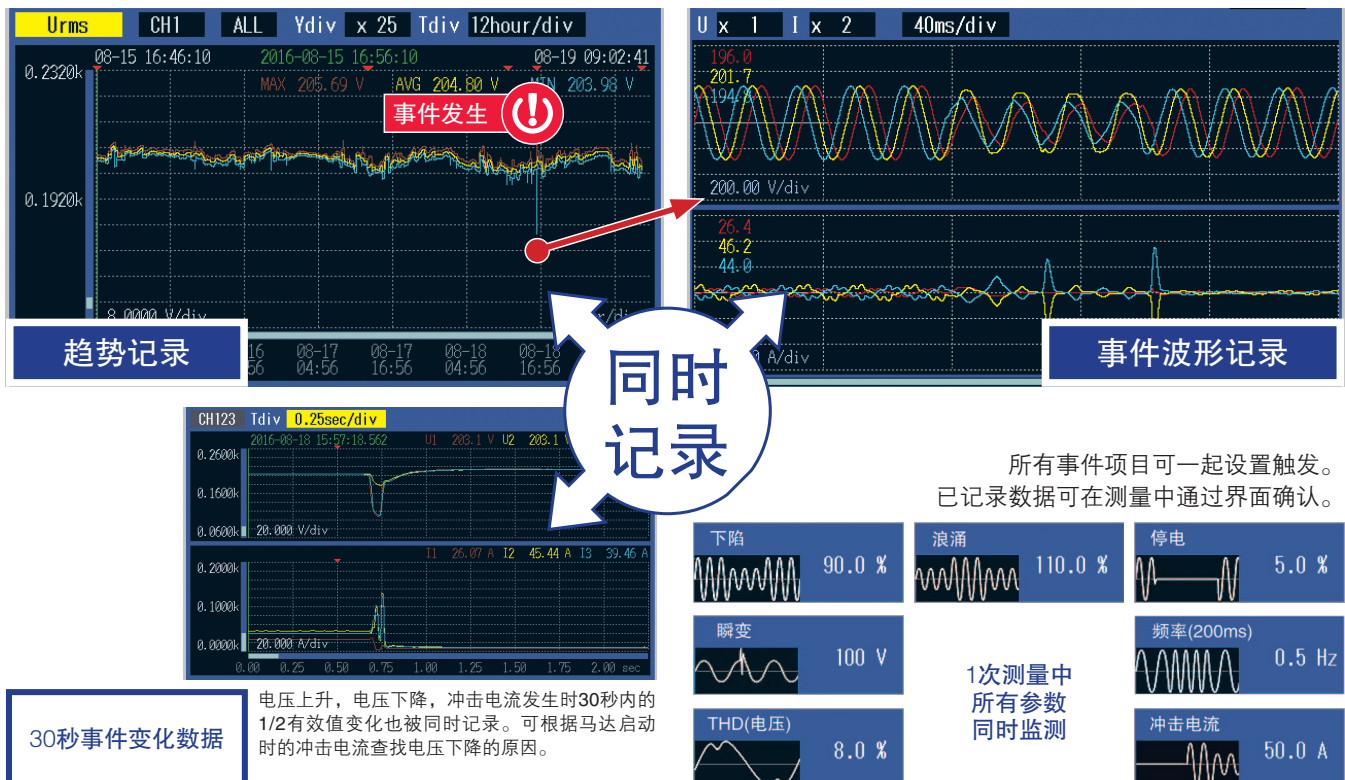 Urms CH1 ALL Ydiv x 25 Tdiv 12hour/div
08-15 16:46:10 2016-08-15 16:56:10 08-19 09:02:41
0.2320k
MAX 205.69 V AVG 204.80 V MIN 203.98 V
事件发生
0.1920k
8.0000 V/div
趋势记录
16 08-17 08-17 08-18 08-18
56 04:56 16:56 04:56 16:56
U x 1 I x 2 40ms/div
196.0
201.7
194.9
200.00 V/div
26.4
46.2
44.0
A/div
事件波形记录
同时
记录
CH123 Tdiv 0.25sec/div
2016-08-18 15:57:18.562 U1 203.1 V U2 203.1 V
0.2600k
0.1600k
0.0600k 20.000 V/div
I1 26.07 A I2 45.44 A I3 39.46 A
0.2000k
0.1000k
0.0000k 20.000 A/div
0.00 0.25 0.50 0.75 1.00 1.25 1.50 1.75 2.00 sec
30秒事件变化数据
电压上升，电压下降，冲击电流发生时30秒内的
1/2有效值变化也被同时记录。可根据马达启动
时的冲击电流查找电压下降的原因。
所有事件项目可一起设置触发。
已记录数据可在测量中通过界面确认。
下陷 90.0 %
浪涌 110.0 %
停电 5.0 %
瞬变 100 V
频率(200ms) 0.5 Hz
1次测量中
所有参数
同时监测
THD(电压) 8.0 %
冲击电流 50.0 A